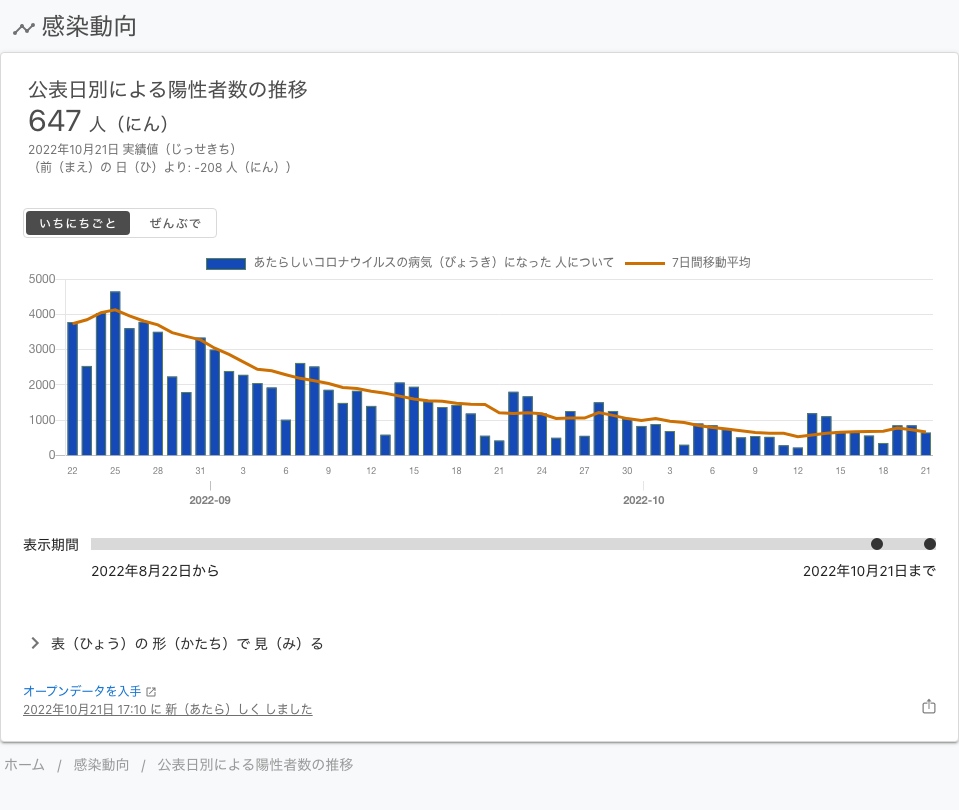 感染動向
公表日別による陽性者数の推移
647 人（にん）
2022年10月21日 実績値（じっせきち）
（前（まえ）の 日（ひ）より: -208 人（にん））
いちにちごと ぜんぶで
あたらしいコロナウイルスの病気（びょうき）になった 人について 7日間移動平均
5000
4000
3000
2000
1000
0
22 25 28 31 3 6 9 12 15 18 21 24 27 30 3 6 9 12 15 18 21
2022-09 2022-10
表示期間
2022年8月22日から 2022年10月21日まで
表（ひょう）の 形（かたち）で 見（み）る
オープンデータを入手
2022年10月21日 17:10 に 新（あたら）しく しました
ホーム / 感染動向 / 公表日別による陽性者数の推移